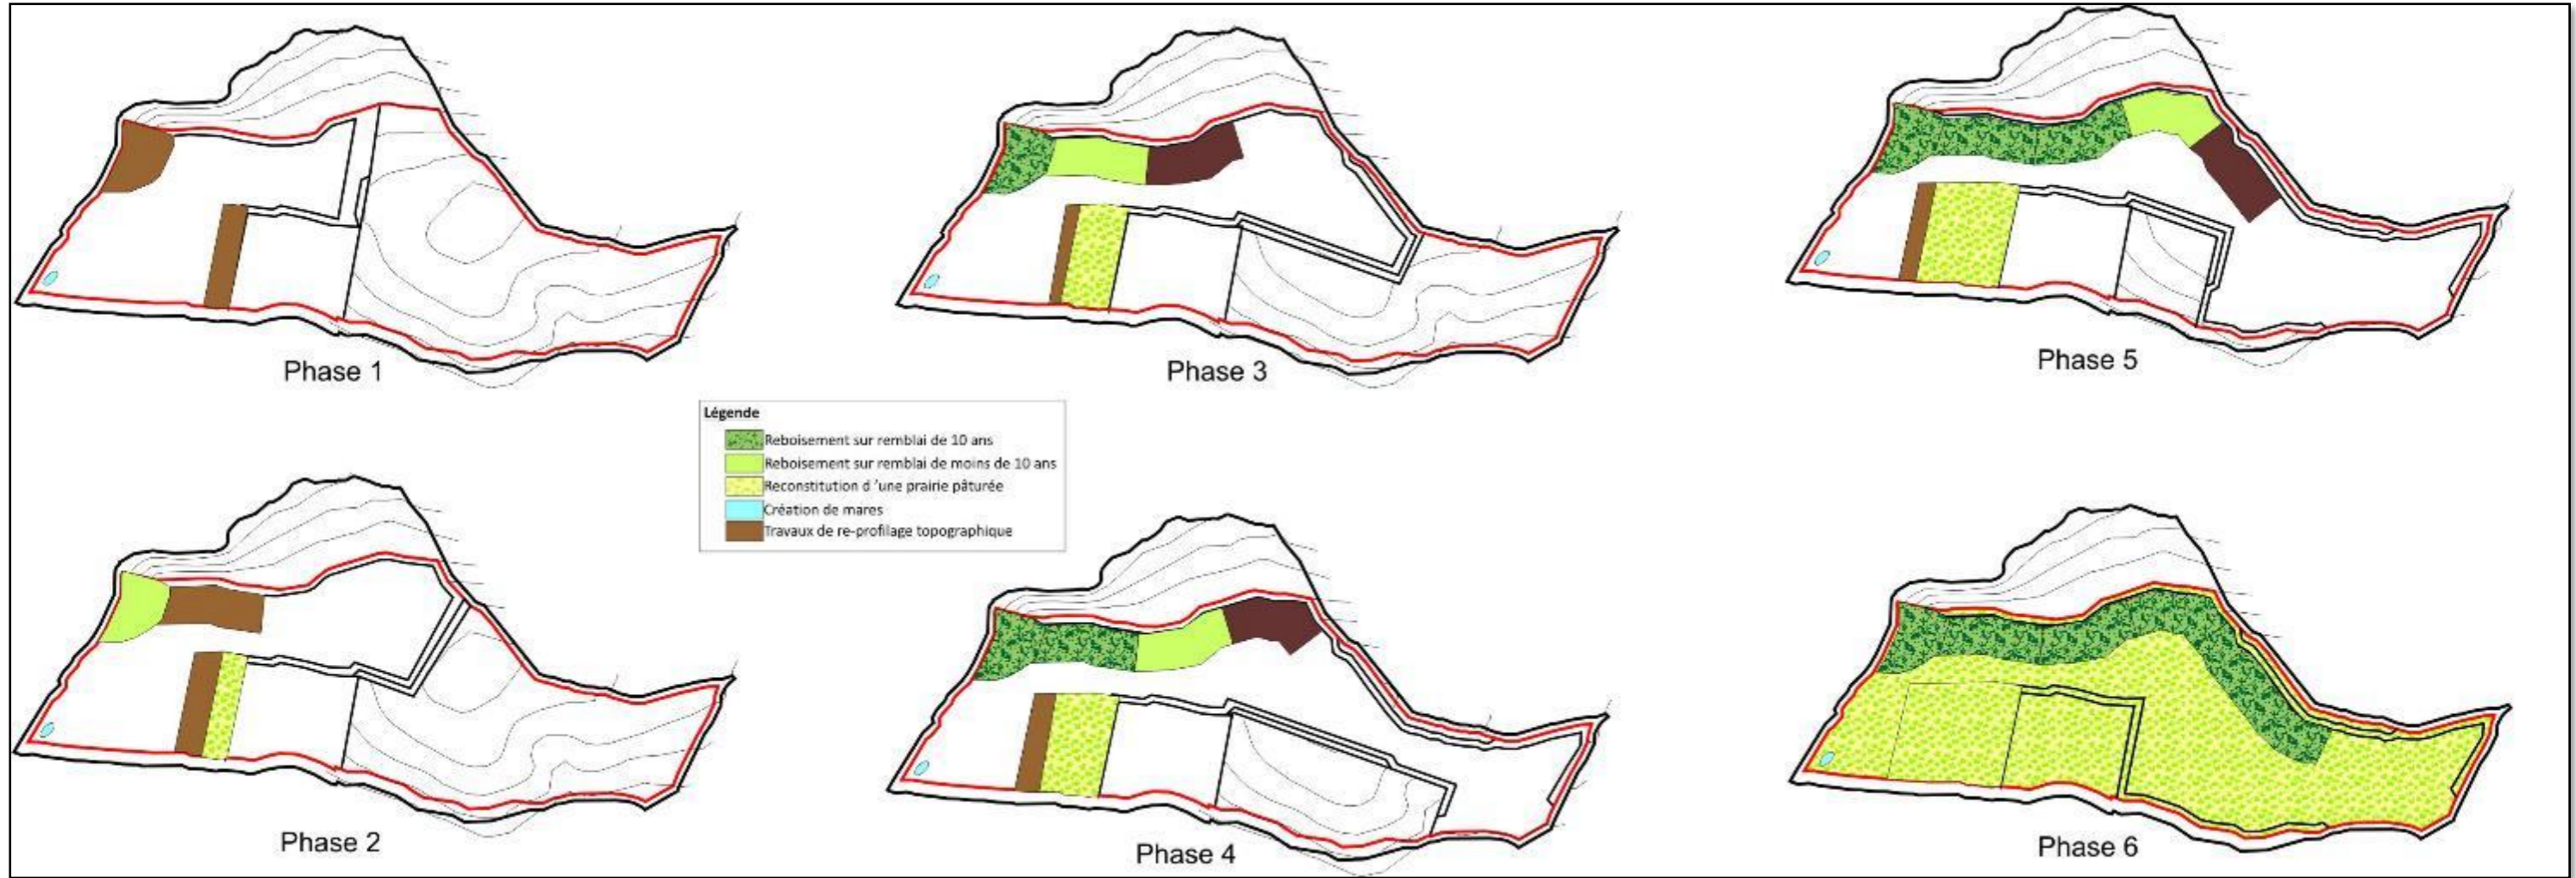 Phase 1
Phase 3
Phase 5
Légende
Reboisement sur remblai de 10 ans
Reboisement sur remblai de moins de 10 ans
Reconstitution d 'une prairie pâturée
Création de mares
Travaux de re-profilage topographique
Phase 2
Phase 4
Phase 6